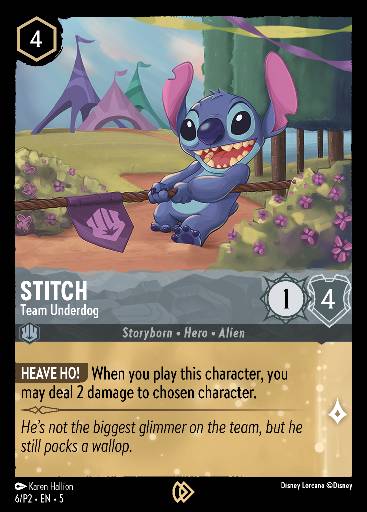 4
STITCH
Team Underdog
1
4
Storyborn • Hero • Alien
HEAVE HO! When you play this character, you
may deal 2 damage to chosen character.
He's not the biggest glimmer on the team, but he
still packs a wallop.
Karen Hallion
Disney Lorcana ©Disney
6/P2 • EN • 5